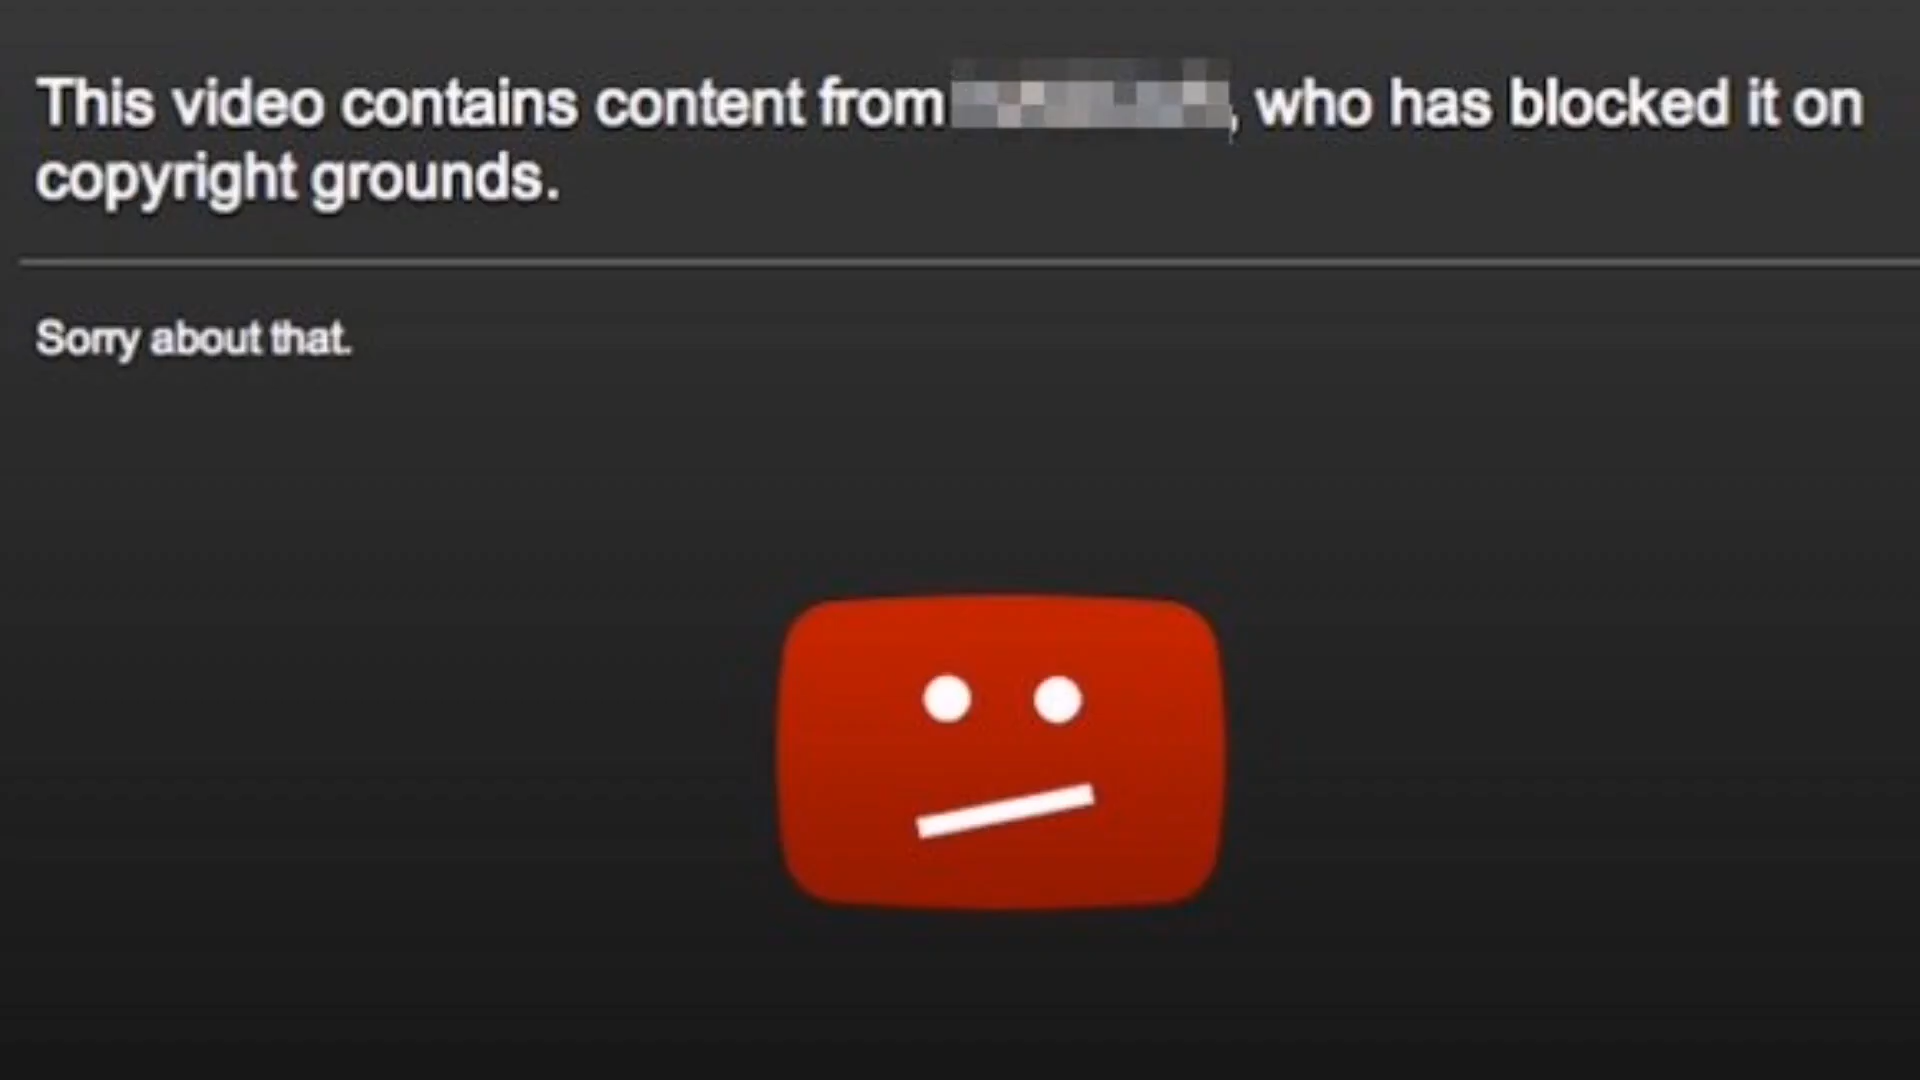 This video contains content from , who has blocked it on
copyright grounds.
Sorry about that.